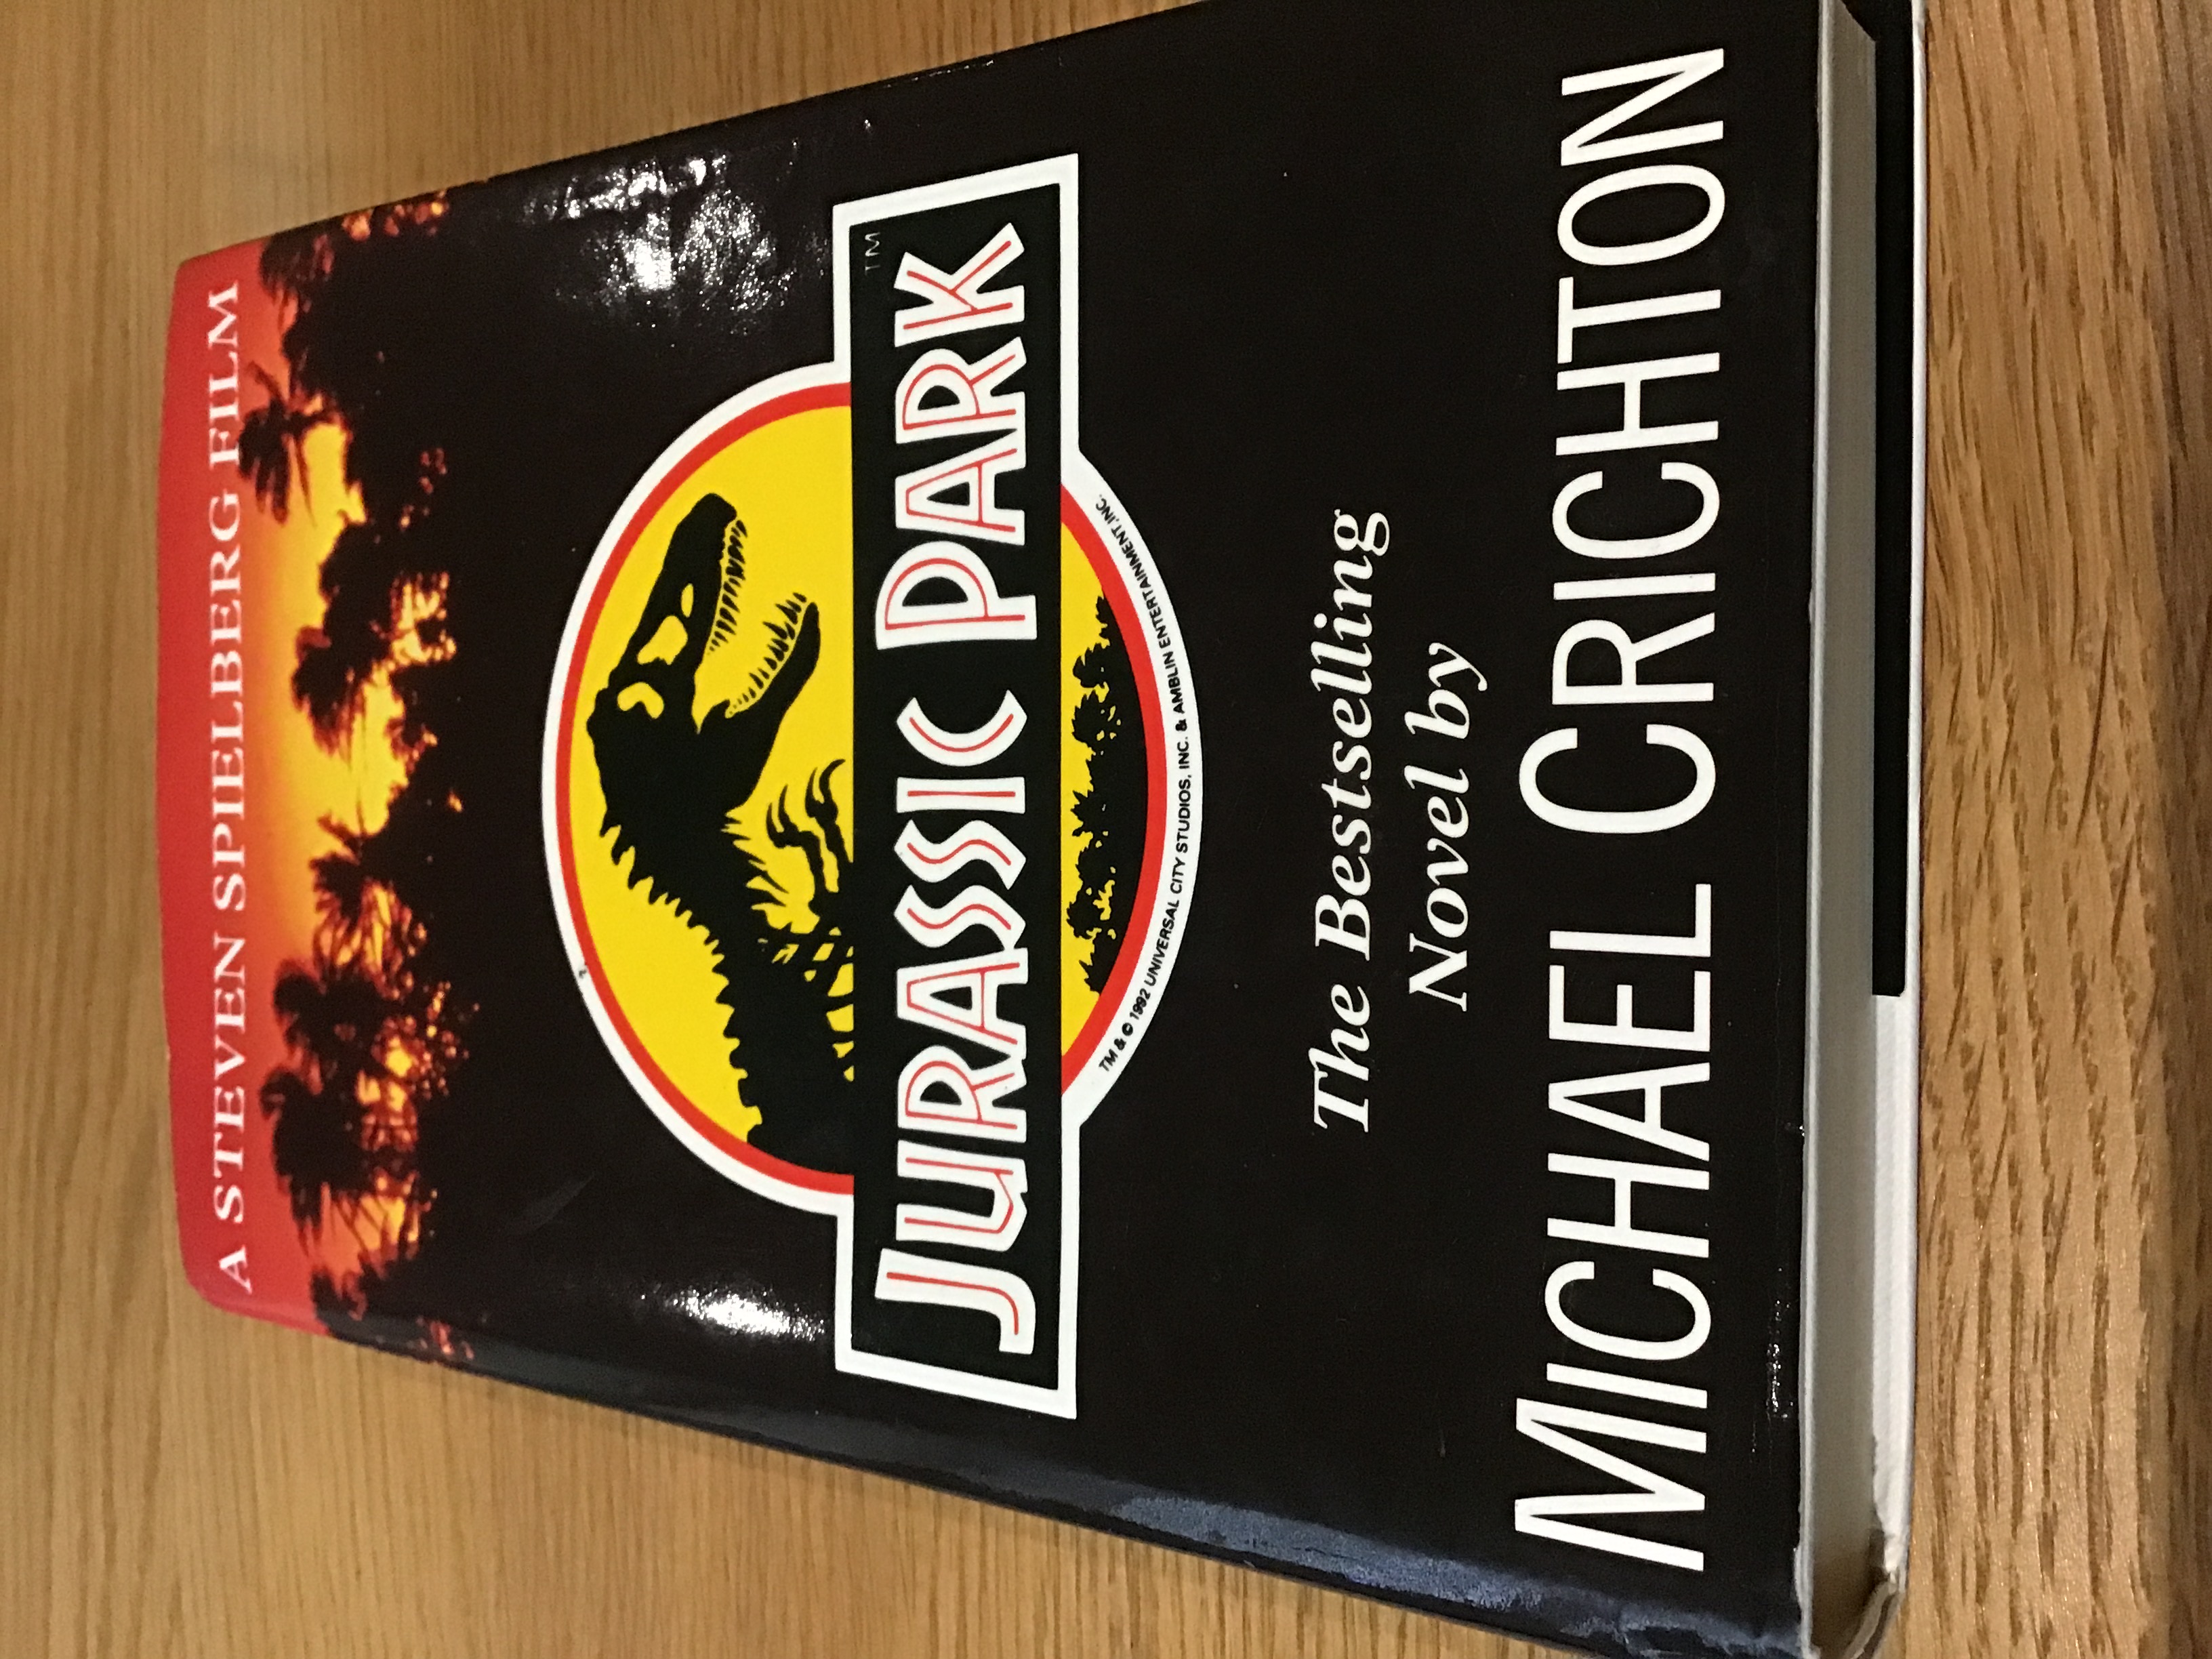 A STEVEN SPIELBERG FILM
TM
JURASSIC PARK
TM & © 1992 UNIVERSAL CITY STUDIOS, INC. & AMBLIN ENTERTAINMENT, INC.
The Bestselling
Novel by
MICHAEL CRICHTON